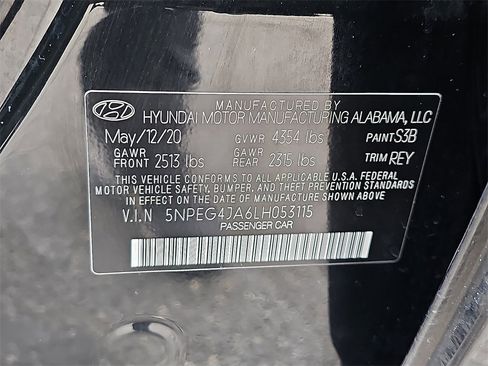 MANUFACTURED BY
HYUNDAI MOTOR MANUFACTURING ALABAMA, LLC
May/12/20 GVWR 4354 lbs PAINT S3B
GAWR FRONT 2513 lbs GAWR REAR 2315 lbs TRIM REY
THIS VEHICLE CONFORMS TO ALL APPLICABLE U.S.A. FEDERAL
MOTOR VEHICLE SAFETY, BUMPER, AND THEFT PREVENTION STANDARDS
IN EFFECT ON THE DATE OF MANUFACTURE SHOWN ABOVE.
V.I.N 5NPEG4JA6LH053115
PASSENGER CAR